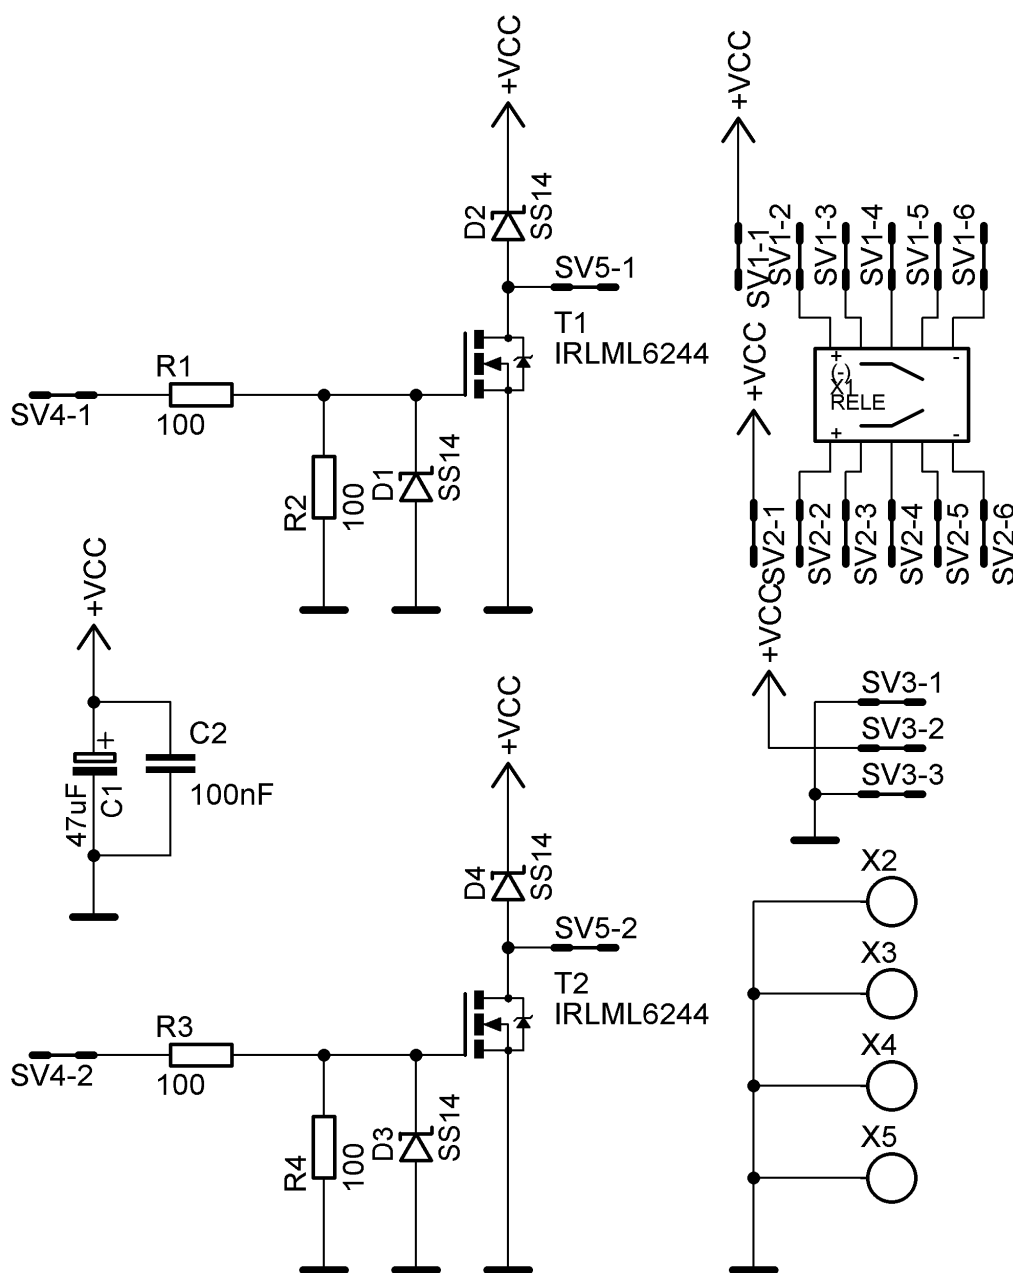 +VCC
D2
SS14
SV5-1
T1
IRLML6244
R1
100
SV4-1
R2
100
D1
SS14
+VCC
+
47uF
C1
C2
100nF
+VCC
D4
SS14
SV5-2
T2
IRLML6244
R3
100
SV4-2
R4
100
D3
SS14
+VCC
SV1-1
SV1-2
SV1-3
SV1-4
SV1-5
SV1-6
+VCC
+
-
(-)
X1
RELE
+
-
SV2-1
SV2-2
SV2-3
SV2-4
SV2-5
SV2-6
+VCC
SV3-1
SV3-2
SV3-3
X2
X3
X4
X5